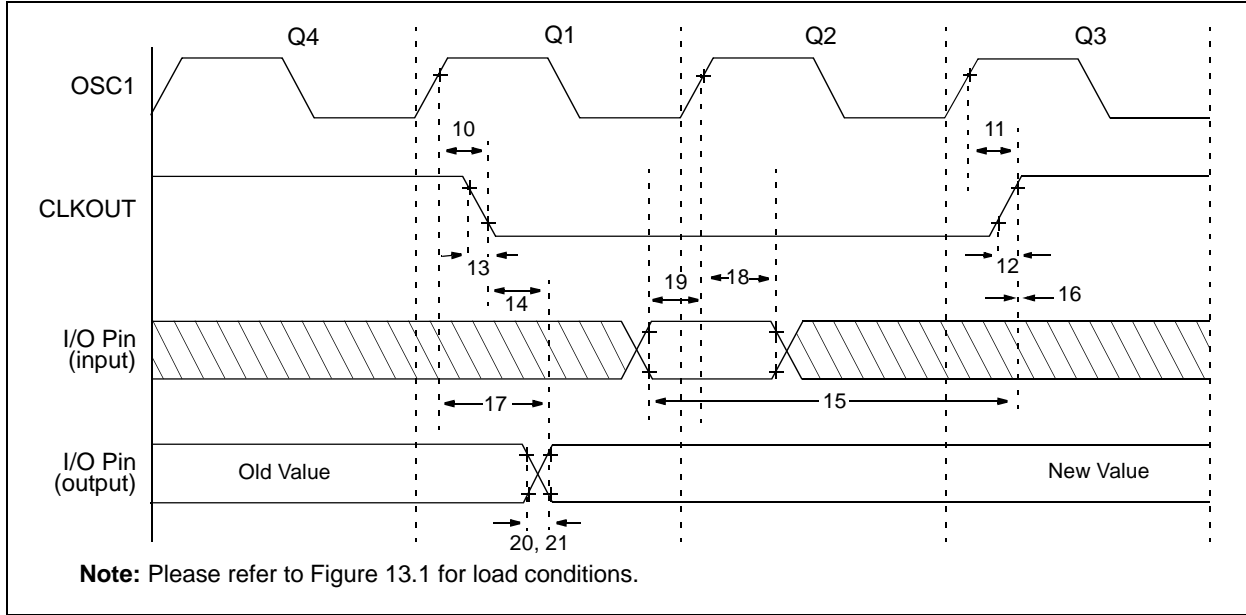 Q4 Q1 Q2 Q3
OSC1
10 11
CLKOUT
13 12
19 18
14 16
I/O Pin
(input)
17 15
I/O Pin
(output)
Old Value New Value
20, 21
Note: Please refer to Figure 13.1 for load conditions.